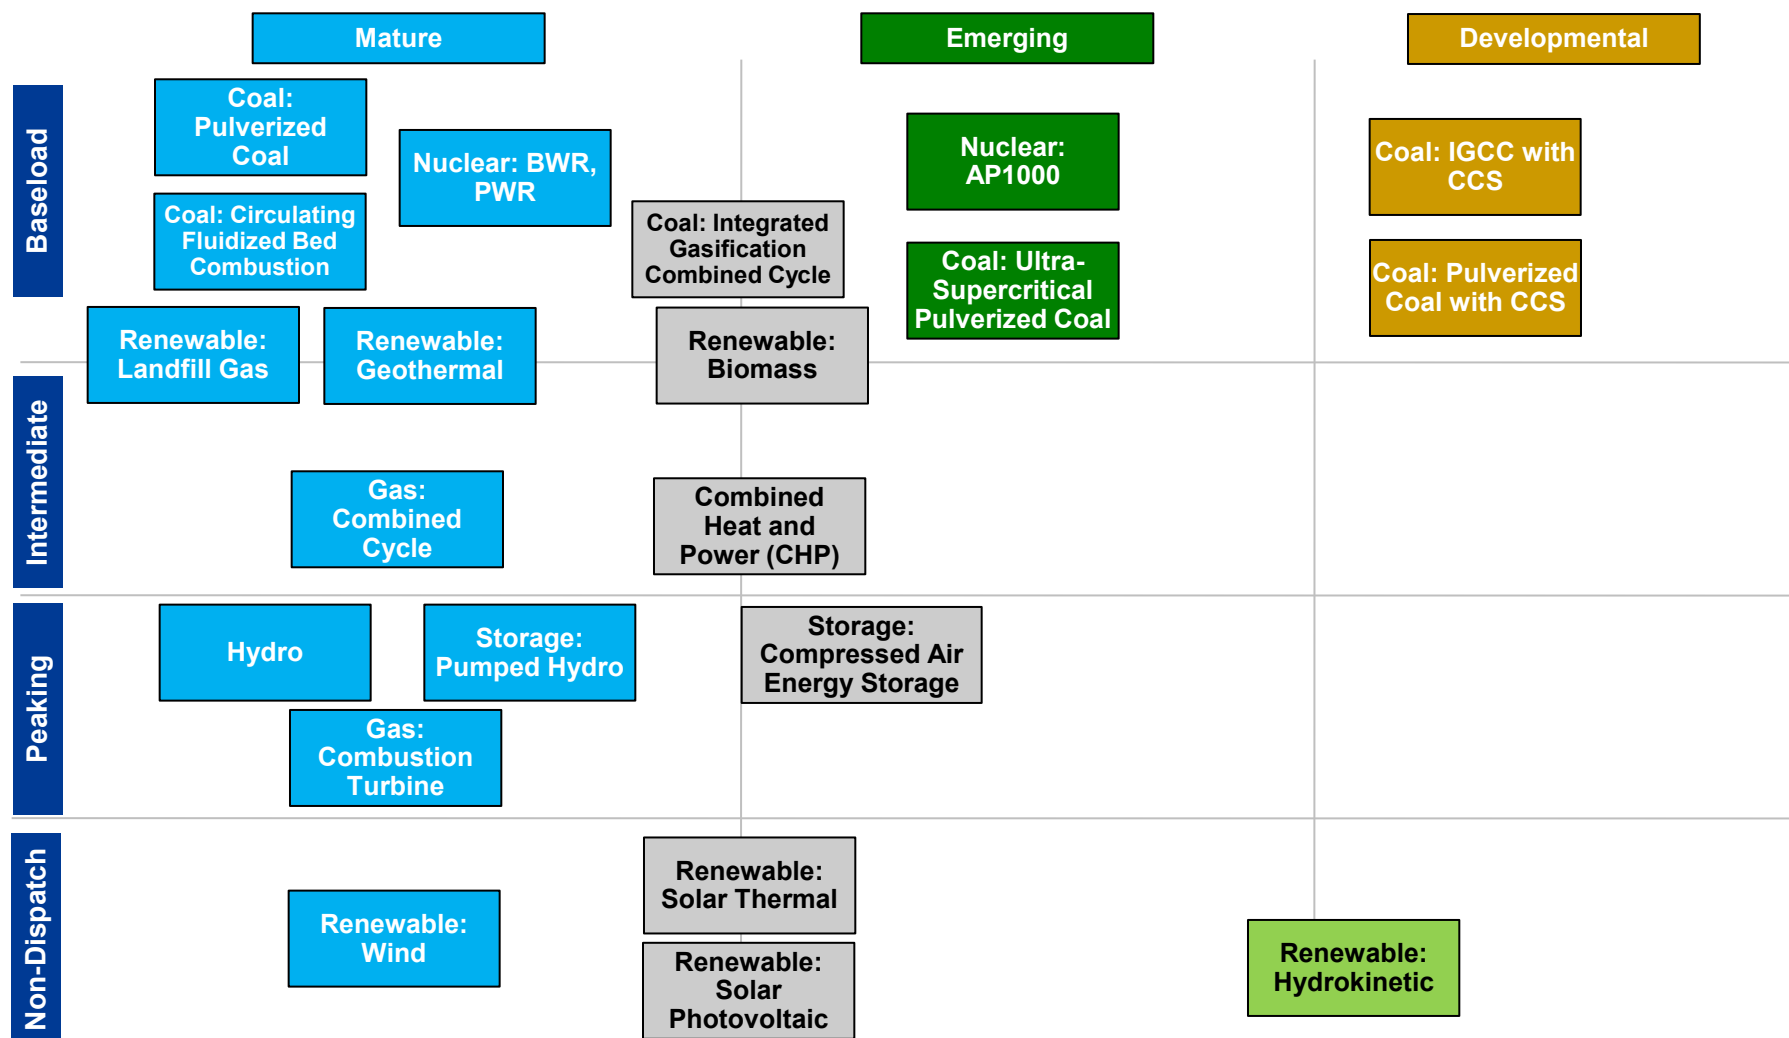 Mature
Emerging
Developmental
Baseload
Coal:
Pulverized
Coal
Nuclear: BWR,
PWR
Coal: Circulating
Fluidized Bed
Combustion
Coal: Integrated
Gasification
Combined Cycle
Nuclear:
AP1000
Coal: Ultra-
Supercritical
Pulverized Coal
Coal: IGCC with
CCS
Coal: Pulverized
Coal with CCS
Renewable:
Landfill Gas
Renewable:
Geothermal
Renewable:
Biomass
Intermediate
Gas:
Combined
Cycle
Combined
Heat and
Power (CHP)
Peaking
Hydro
Storage:
Pumped Hydro
Storage:
Compressed Air
Energy Storage
Gas:
Combustion
Turbine
Non-Dispatch
Renewable:
Wind
Renewable:
Solar Thermal
Renewable:
Solar
Photovoltaic
Renewable:
Hydrokinetic